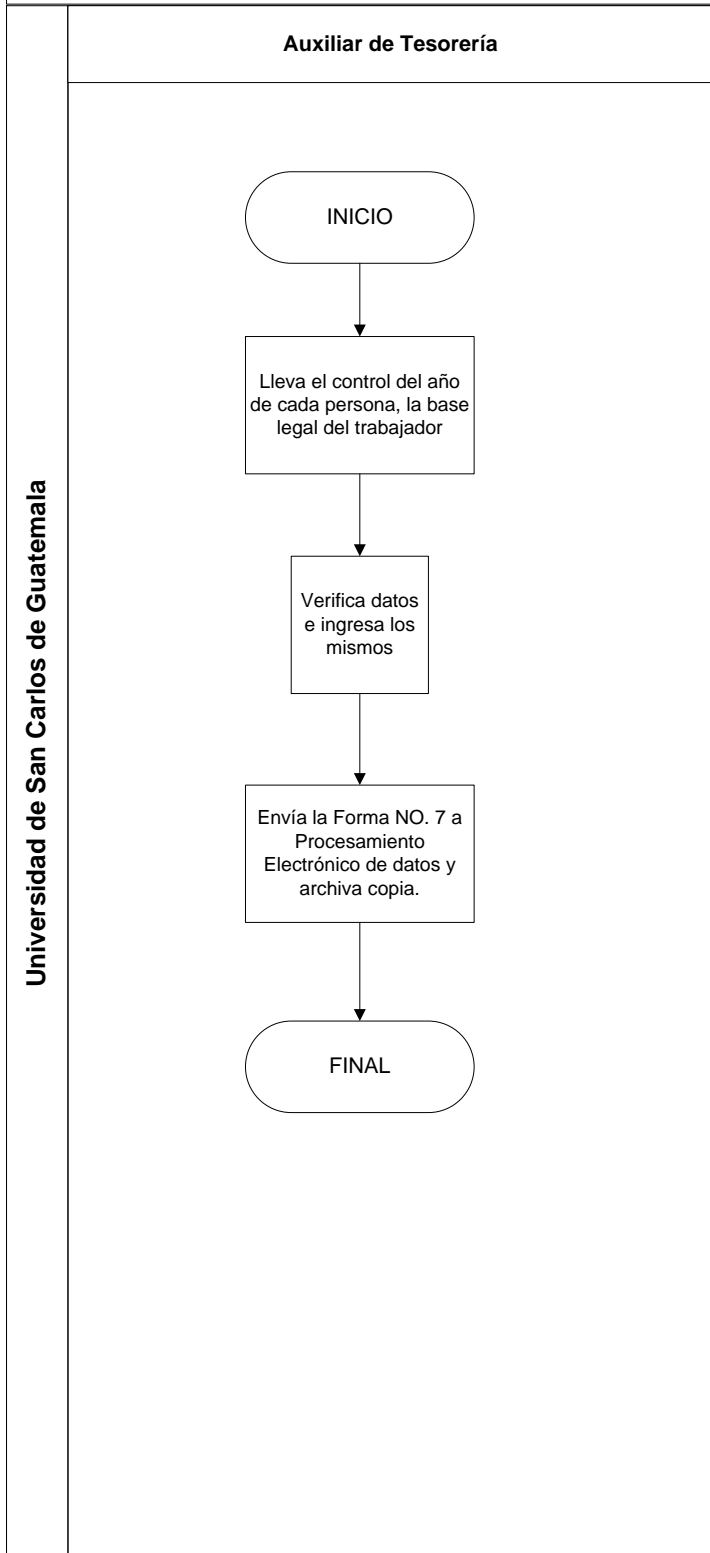 Auxiliar de Tesorería
Universidad de San Carlos de Guatemala
INICIO
Lleva el control del año
de cada persona, la base
legal del trabajador
Verifica datos
e ingresa los
mismos
Envía la Forma NO. 7 a
Procesamiento
Electrónico de datos y
archiva copia.
FINAL